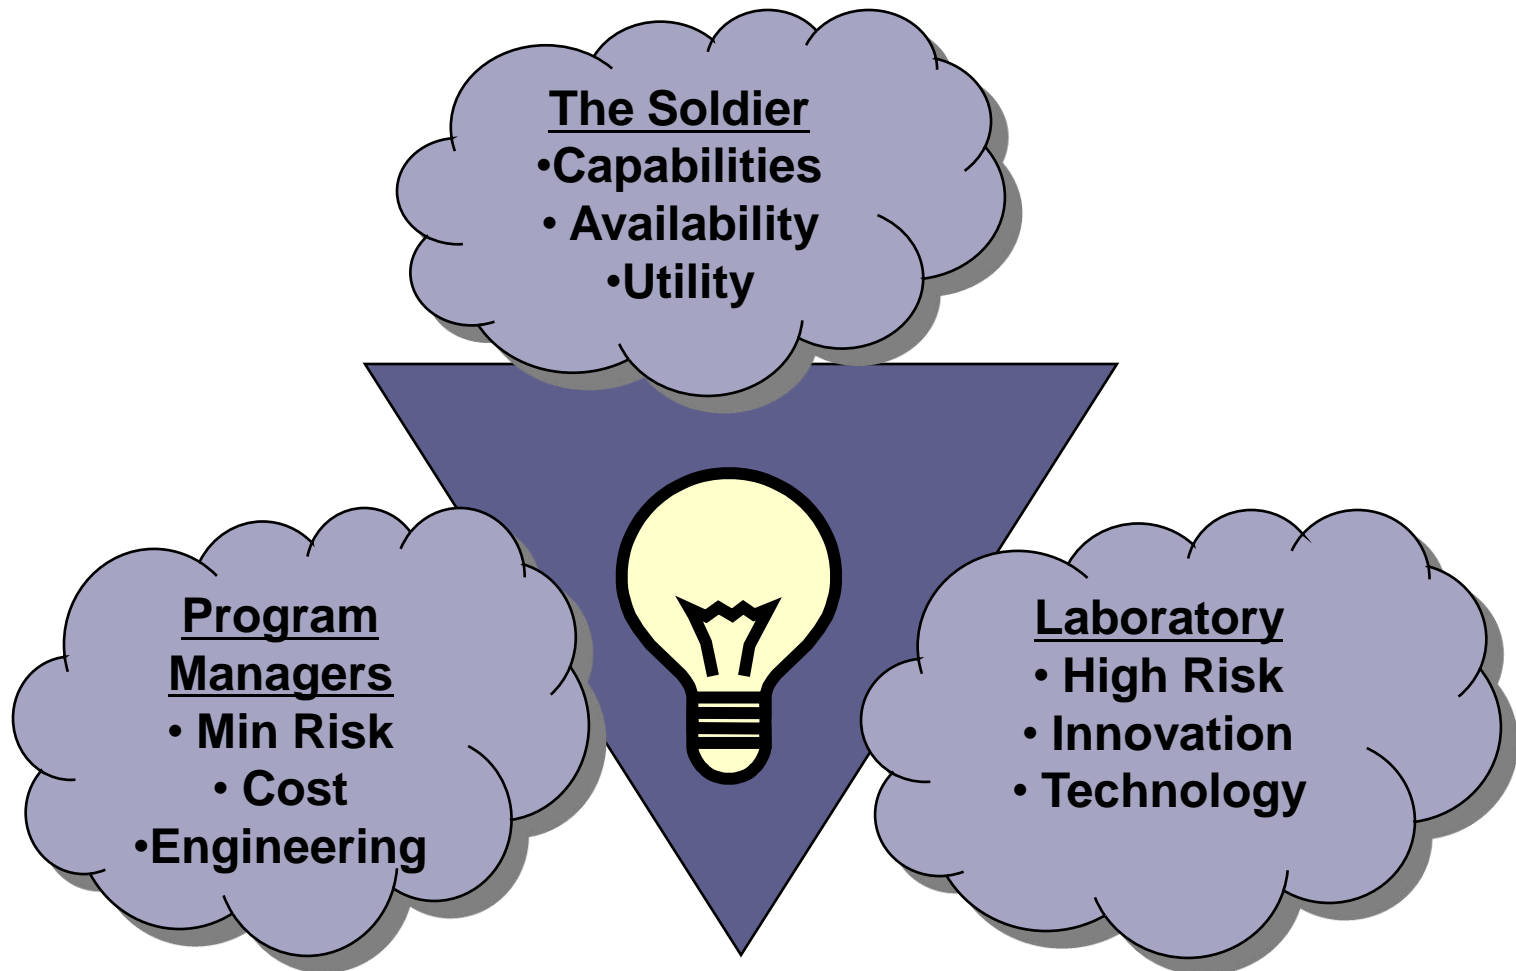 The Soldier
•Capabilities
• Availability
•Utility
Program
Managers
• Min Risk
• Cost
•Engineering
Laboratory
• High Risk
• Innovation
• Technology